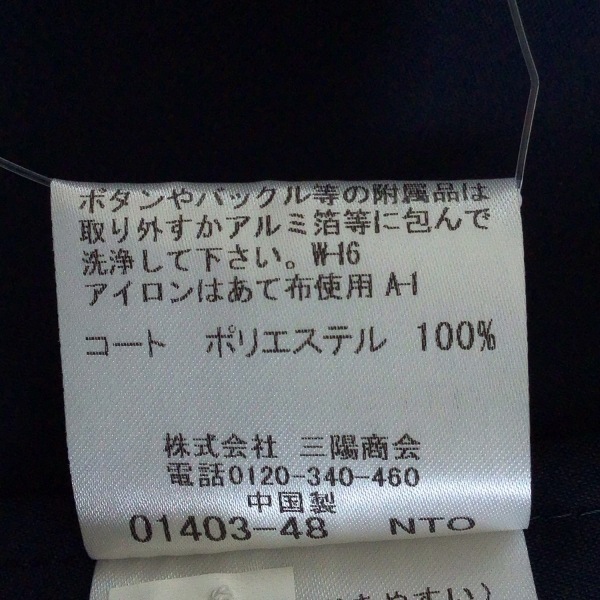 ボタンやバックル等の附属品は
取り外すかアルミ箔等に包んで
洗浄して下さい。W-16
アイロンはあて布使用 A-1
コート ポリエステル 100%
株式会社 三陽商会
電話0120-340-460
中国製
01403-48 NTO
やすい)